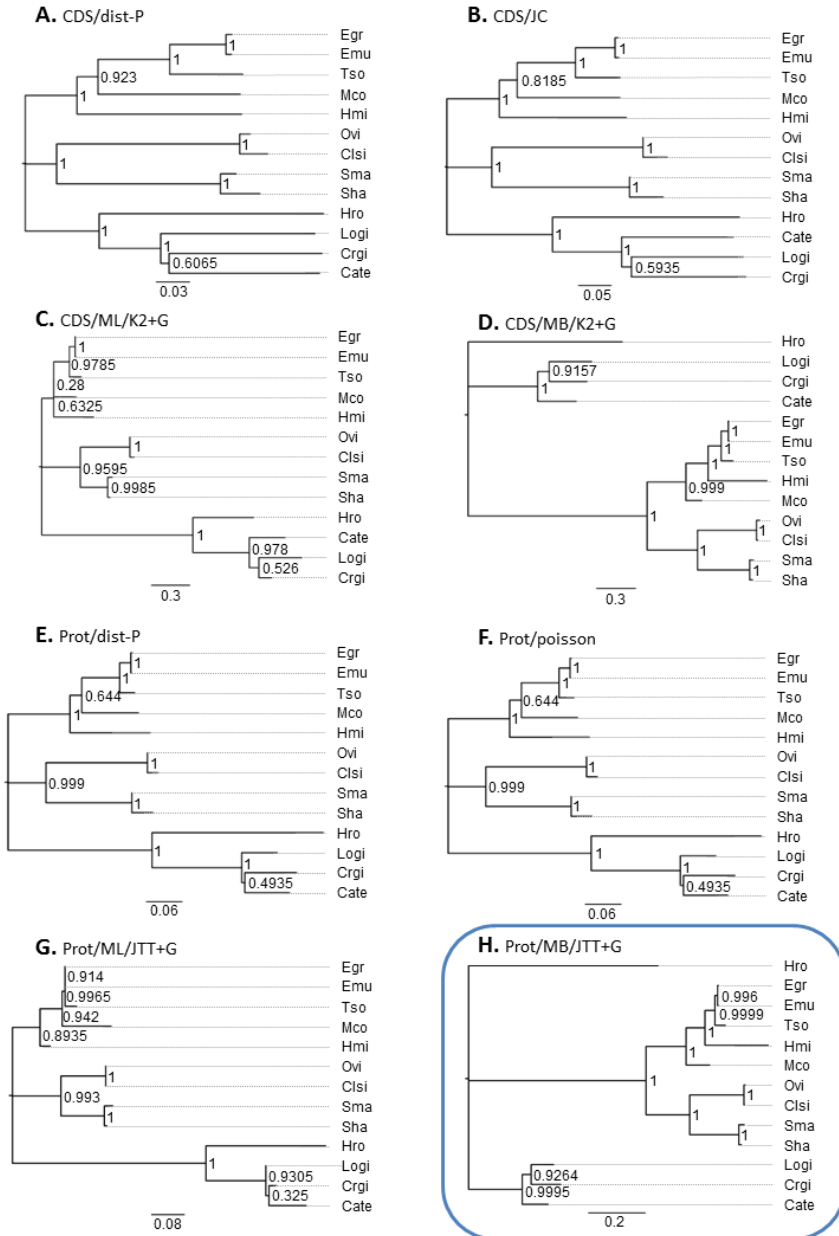 A. CDS/dist-P
Egr
1
Emu
1
0.923
Tso
1
Mco
Hmi
Ovi
1
Clsi
1
Sma
1
Sha
Hro
1
Logi
1
Crgi
0.6065
Cate
0.03
B. CDS/JC
Egr
1
Emu
1
0.8185
Tso
1
Mco
Hmi
Ovi
1
Clsi
1
Sma
1
Sha
Hro
1
Cate
1
Logi
0.5935
Crgi
0.05
C. CDS/ML/K2+G
Egr
1
Emu
0.9785
Tso
0.28
Mco
0.6325
Hmi
Ovi
1
Clsi
0.9595
Sma
0.9985
Sha
Hro
1
Cate
0.978
Logi
0.526
Crgi
0.3
D. CDS/MB/K2+G
Hro
Logi
0.9157
Crgi
1
Cate
Egr
1
Emu
1
1
Tso
Hmi
0.999
Mco
1
Ovi
1
Clsi
1
Sma
1
Sha
0.3
E. Prot/dist-P
Egr
1
Emu
1
Tso
0.644
Mco
1
Hmi
Ovi
1
Clsi
0.999
Sma
1
Sha
Hro
1
Logi
1
Crgi
0.4935
Cate
0.06
F. Prot/poisson
Egr
1
Emu
1
Tso
0.644
Mco
1
Hmi
Ovi
1
Clsi
0.999
Sma
1
Sha
Hro
1
Logi
1
Crgi
0.4935
Cate
0.06
G. Prot/ML/JTT+G
Egr
0.914
Emu
0.9965
Tso
0.942
Mco
0.8935
Hmi
Ovi
1
Clsi
0.993
Sma
1
Sha
Hro
1
Logi
0.9305
Crgi
0.325
Cate
0.08
H. Prot/MB/JTT+G
Hro
Egr
0.996
Emu
0.9999
Tso
1
Hmi
1
Mco
1
Ovi
1
Clsi
1
Sma
1
Sha
Logi
0.9264
Crgi
0.9995
Cate
0.2